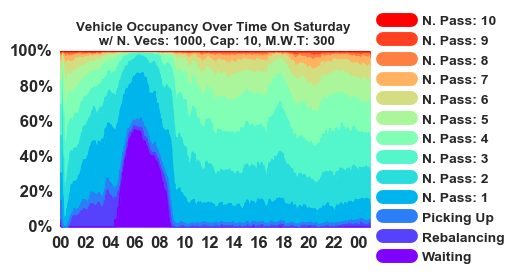 Vehicle Occupancy Over Time On Saturday
w/ N. Vecs: 1000, Cap: 10, M.W.T: 300
100%
80%
60%
40%
20%
0%
00 02 04 06 08 10 12 14 16 18 20 22 00
N. Pass: 10
N. Pass: 9
N. Pass: 8
N. Pass: 7
N. Pass: 6
N. Pass: 5
N. Pass: 4
N. Pass: 3
N. Pass: 2
N. Pass: 1
Picking Up
Rebalancing
Waiting